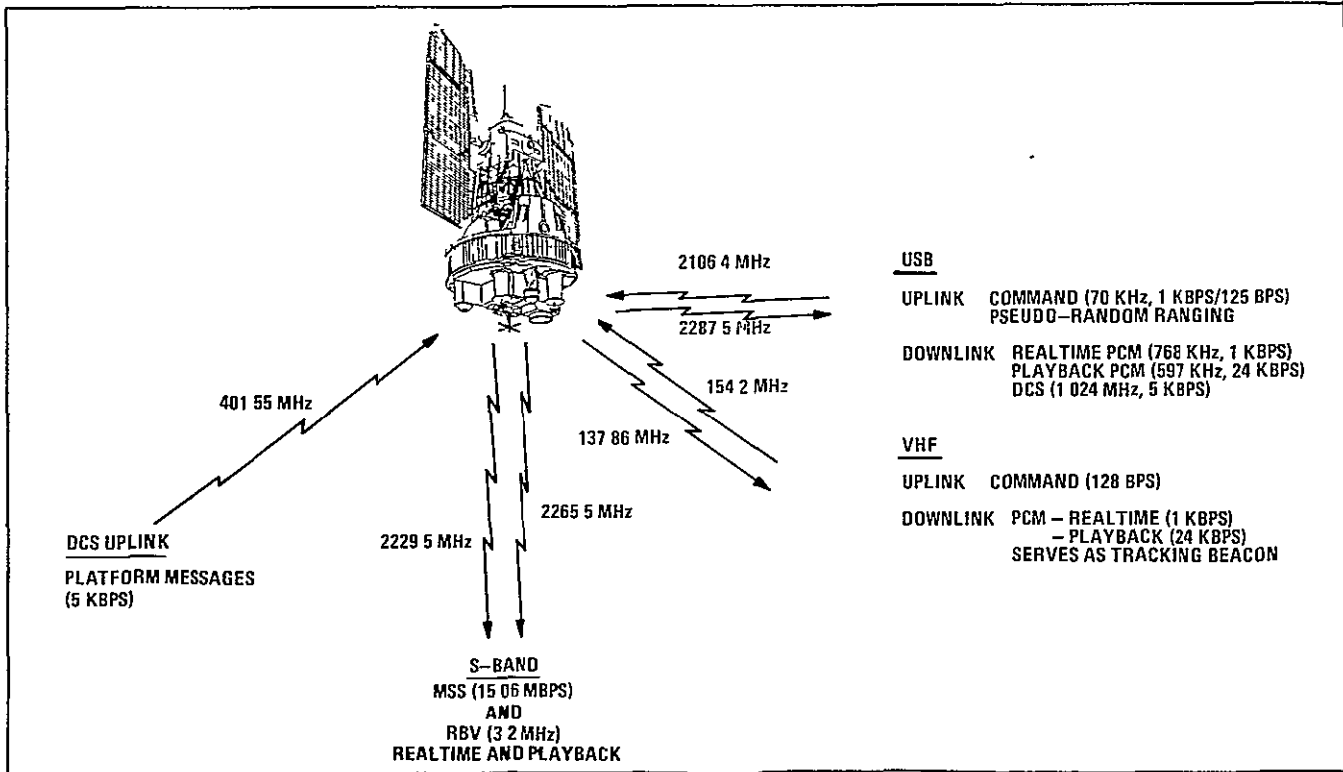 2106 4 MHz
2287 5 MHz
401 55 MHz
154 2 MHz
137 86 MHz
2265 5 MHz
2229 5 MHz
DCS UPLINK
PLATFORM MESSAGES
(5 KBPS)
S–BAND
MSS (15 06 MBPS)
AND
RBV (3 2 MHz)
REALTIME AND PLAYBACK
USB
UPLINK COMMAND (70 KHz, 1 KBPS/125 BPS)
PSEUDO–RANDOM RANGING
DOWNLINK REALTIME PCM (768 KHz, 1 KBPS)
PLAYBACK PCM (597 KHz, 24 KBPS)
DCS (1 024 MHz, 5 KBPS)
VHF
UPLINK COMMAND (128 BPS)
DOWNLINK PCM – REALTIME (1 KBPS)
– PLAYBACK (24 KBPS)
SERVES AS TRACKING BEACON